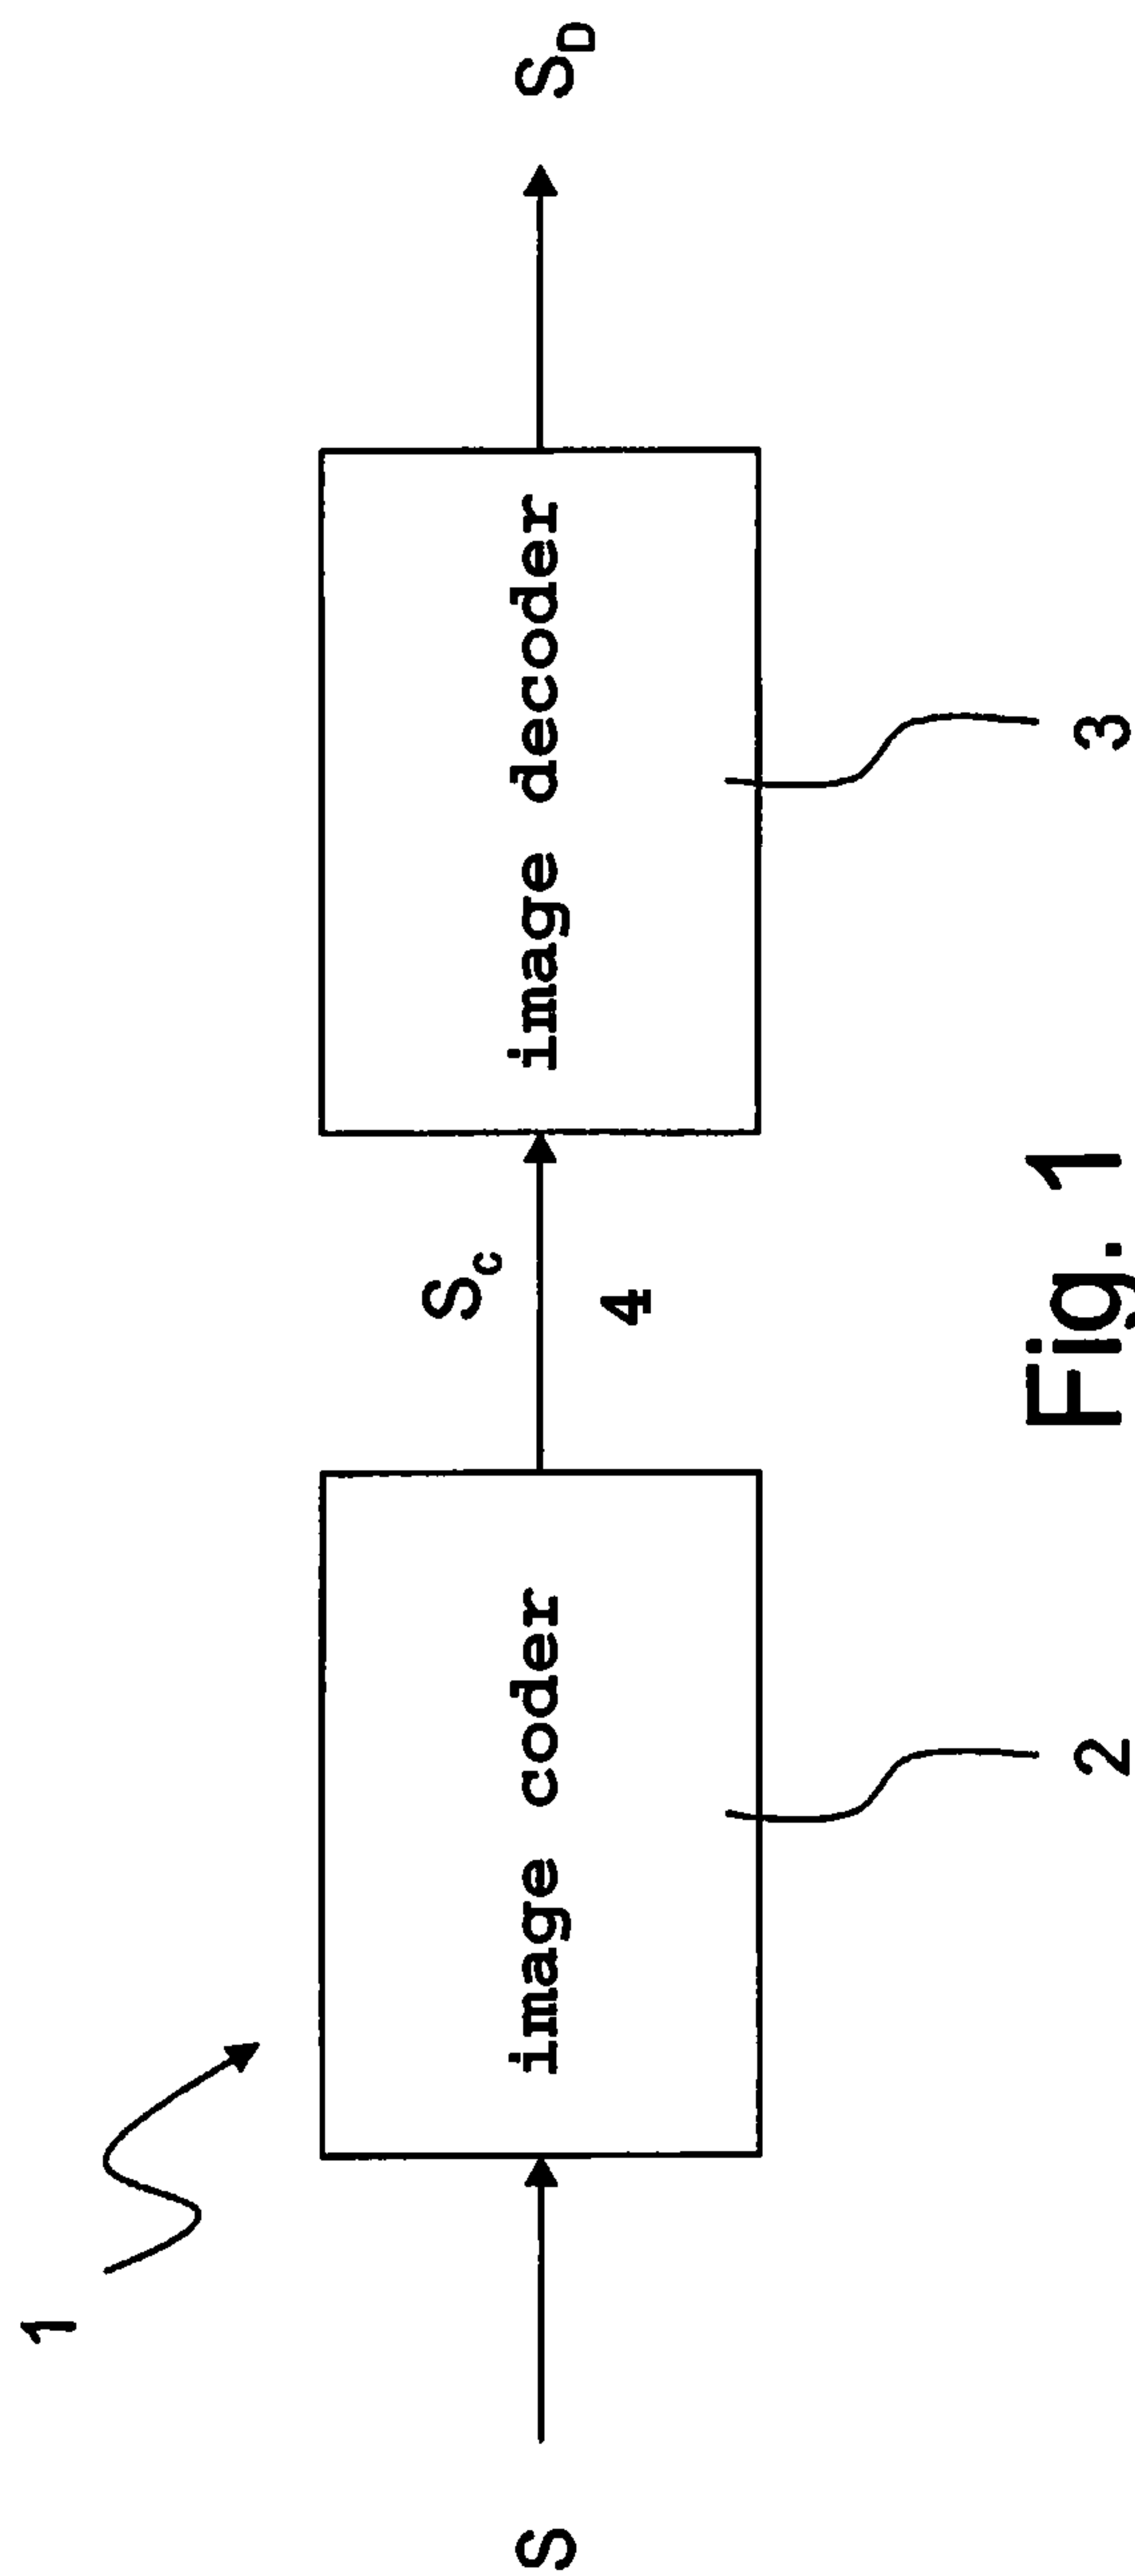 1
S
image coder
2
S_C
4
image decoder
3
S_D
Fig. 1